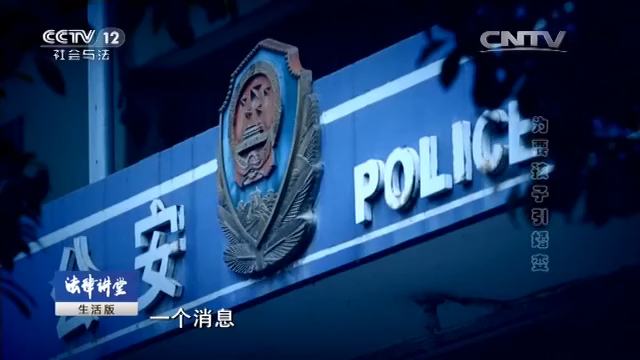 CCTV 12
社会与法
CNTV
公安
POLICE
为要孩子引婚变
法律讲堂
生活版
一个消息